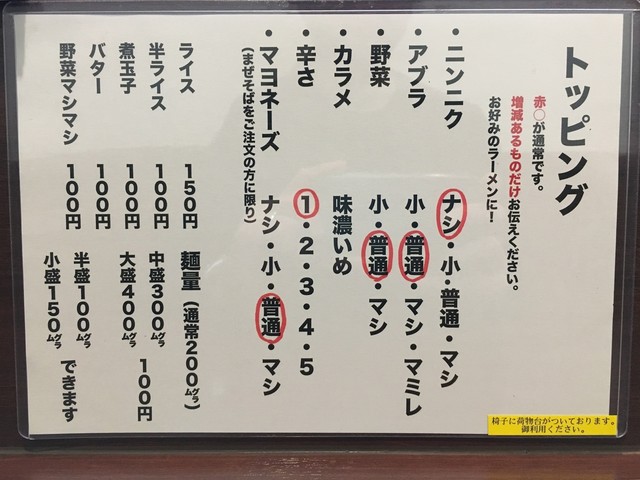 トッピング
赤○が通常です。
増減あるものだけお伝えください。
お好みのラーメンに！
・ニンニク ナシ・小・普通・マシ
・アブラ 小・普通・マシ・マミレ
・野菜 小・普通・マシ
・カラメ 味濃いめ
・辛さ 1・2・3・4・5
・マヨネーズ ナシ・小・普通・マシ
（まぜそばをご注文の方に限り）
ライス 150円
半ライス 100円
煮玉子 100円
バター 100円
野菜マシマシ 100円
麺量（通常200㌘）
中盛300㌘
大盛400㌘ 100円
半盛100㌘
小盛150㌘ できます
椅子に荷物台がついております。
御利用ください。